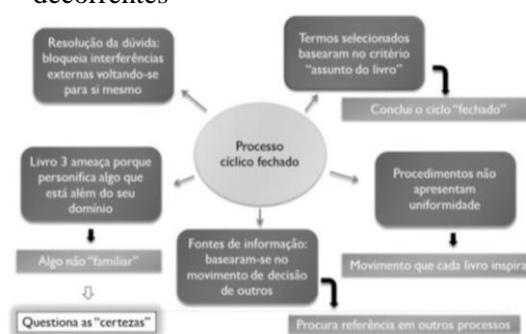 decorrentes
Resolução da dúvida:
bloqueia interferências
externas voltando-se
para si mesmo
Termos selecionados
basearam no critério
“assunto do livro”
Conclui o ciclo “fechado”
Processo
cíclico fechado
Livro 3 ameaça porque
personifica algo que
está além do seu
domínio
Procedimentos não
apresentam
uniformidade
Algo não “familiar”
Fontes de informação:
basearam-se no
movimento de decisão
de outros
Movimento que cada livro inspira
Questiona as “certezas”
Procura referência em outros processos